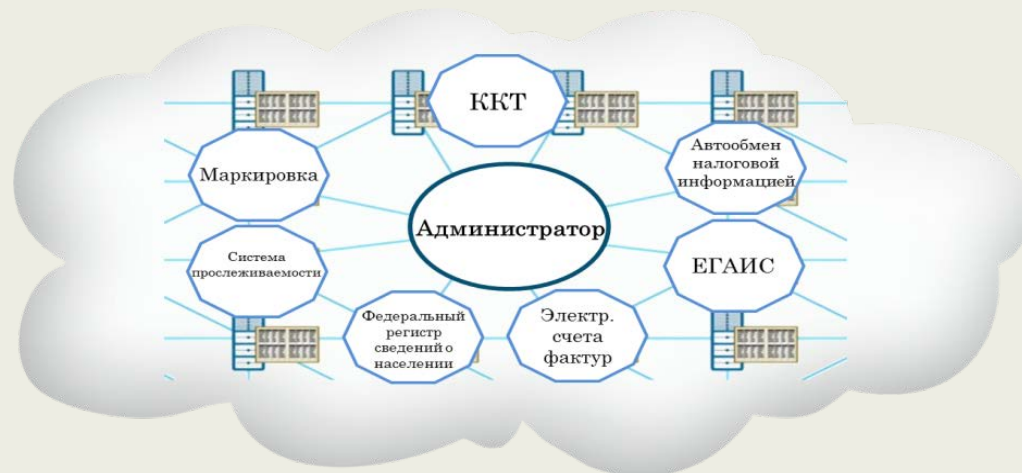 ККТ
Маркировка
Автообмен
налоговой
информацией
Администратор
Система
прослеживаемости
ЕГАИС
Федеральный
регистр
сведений о
населении
Электр.
счета
фактур